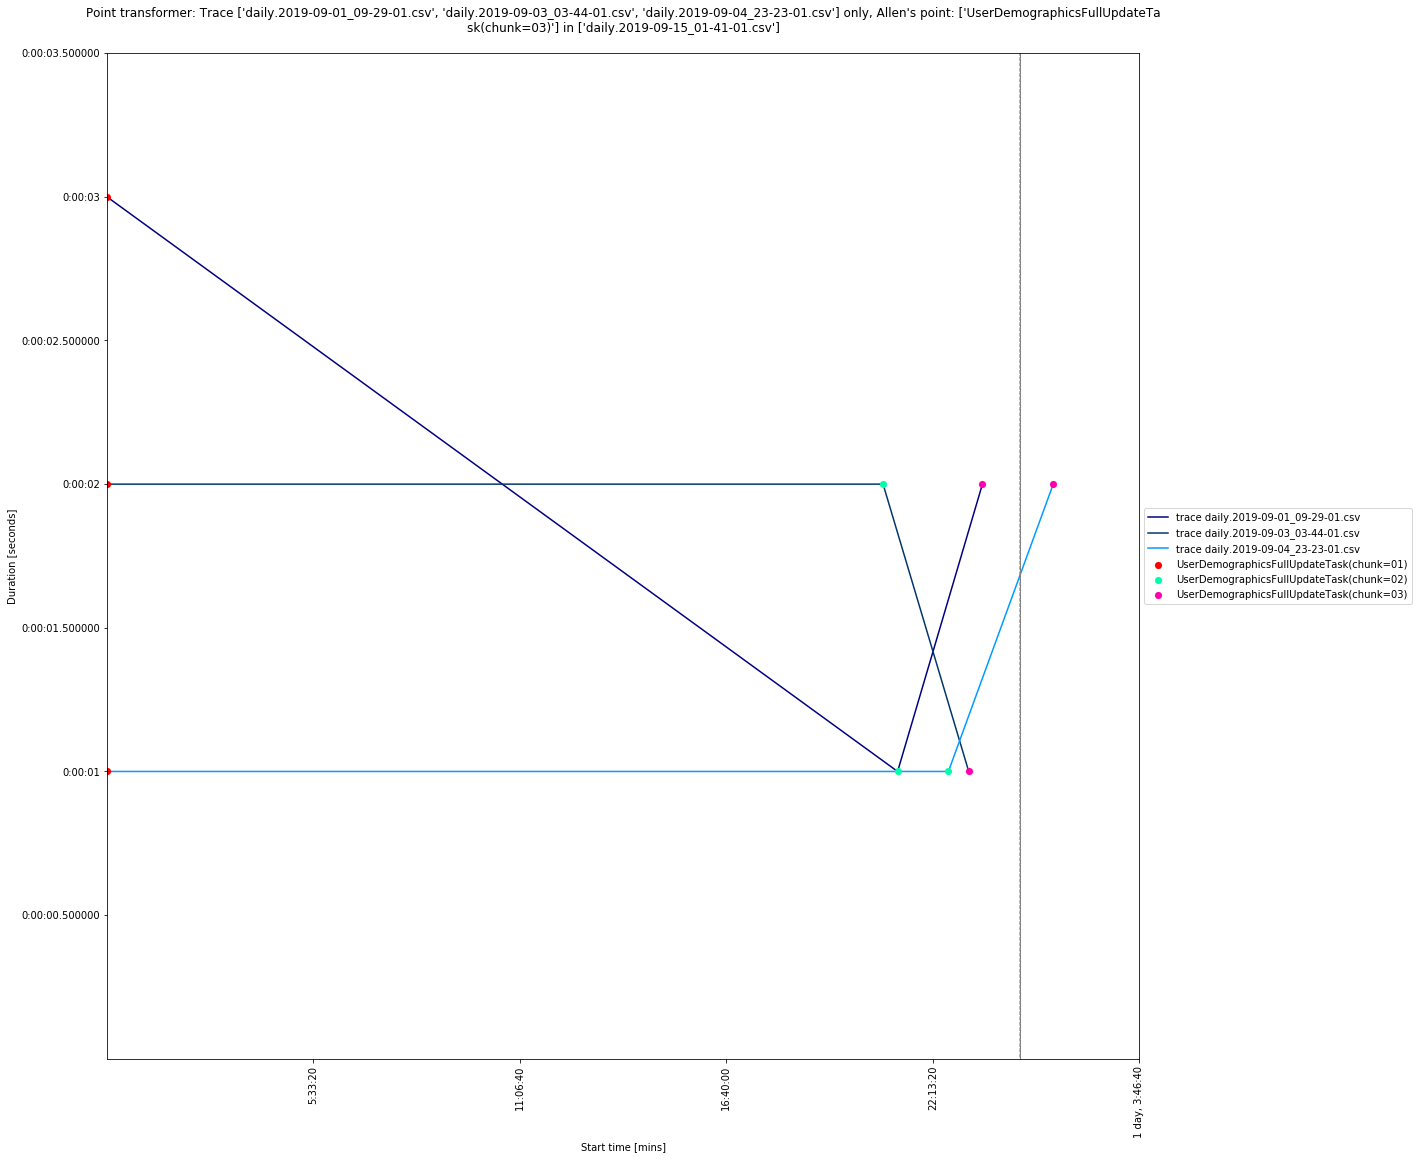 Point transformer: Trace ['daily.2019-09-01_09-29-01.csv', 'daily.2019-09-03_03-44-01.csv', 'daily.2019-09-04_23-23-01.csv'] only, Allen's point: ['UserDemographicsFullUpdateTa
sk(chunk=03)'] in ['daily.2019-09-15_01-41-01.csv']
0:00:03.500000
0:00:03
0:00:02.500000
0:00:02
0:00:01.500000
0:00:01
0:00:00.500000
Duration [seconds]
5:33:20
11:06:40
16:40:00
22:13:20
1 day, 3:46:40
Start time [mins]
trace daily.2019-09-01_09-29-01.csv
trace daily.2019-09-03_03-44-01.csv
trace daily.2019-09-04_23-23-01.csv
UserDemographicsFullUpdateTask(chunk=01)
UserDemographicsFullUpdateTask(chunk=02)
UserDemographicsFullUpdateTask(chunk=03)